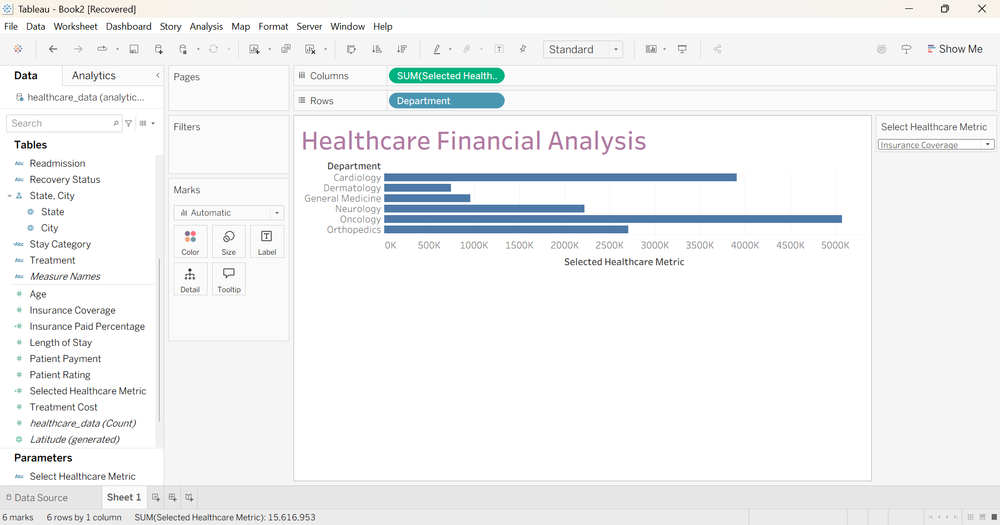 Tableau - Book2 [Recovered]
File Data Worksheet Dashboard Story Analysis Map Format Server Window Help
Standard
Show Me
Data Analytics
healthcare_data (analytic...
Search
Tables
Abc Readmission
Abc Recovery Status
State, City
State
City
=Abc Stay Category
Abc Treatment
Abc Measure Names
# Age
# Insurance Coverage
=# Insurance Paid Percentage
# Length of Stay
# Patient Payment
# Patient Rating
=# Selected Healthcare Metric
# Treatment Cost
# healthcare_data (Count)
Latitude (generated)
Parameters
Abc Select Healthcare Metric
Pages
Filters
Marks
Automatic
Color Size Label
Detail Tooltip
Columns SUM(Selected Health..
Rows Department
Healthcare Financial Analysis
Department
Cardiology
Dermatology
General Medicine
Neurology
Oncology
Orthopedics
0K 500K 1000K 1500K 2000K 2500K 3000K 3500K 4000K 4500K 5000K
Selected Healthcare Metric
Select Healthcare Metric
Insurance Coverage
Data Source Sheet 1
6 marks 6 rows by 1 column SUM(Selected Healthcare Metric): 15,616,953